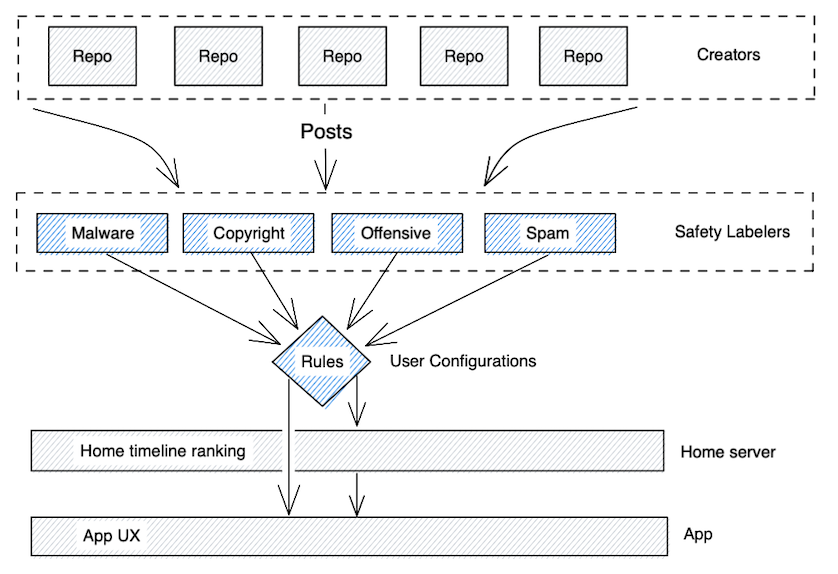 Repo
Repo
Repo
Repo
Repo
Creators
Posts
Malware
Copyright
Offensive
Spam
Safety Labelers
Rules
User Configurations
Home timeline ranking
Home server
App UX
App